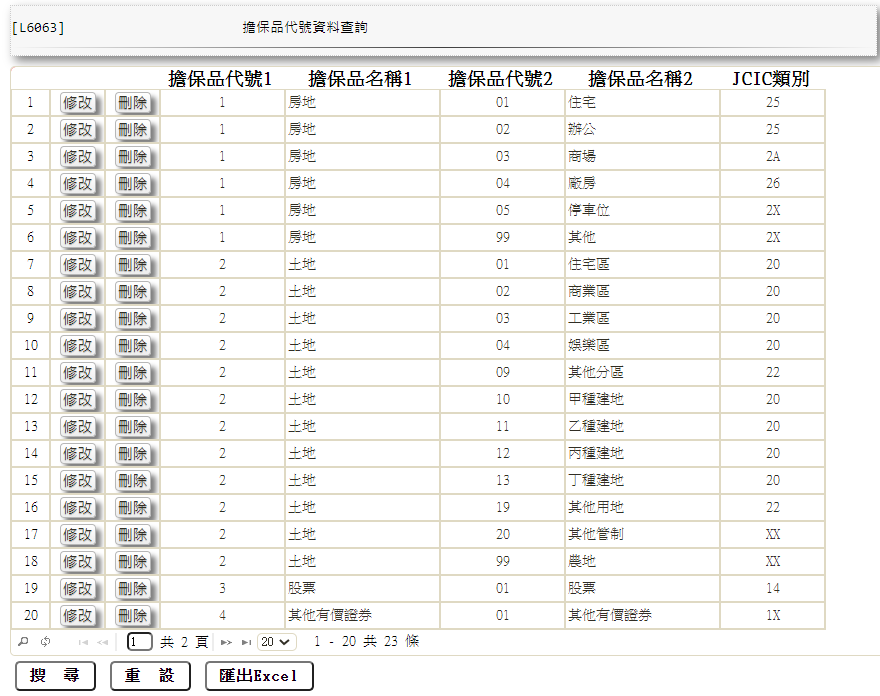 [L6063] 擔保品代號資料查詢
擔保品代號1 擔保品名稱1 擔保品代號2 擔保品名稱2 JCIC類別
1 修改 刪除 1 房地 01 住宅 25
2 修改 刪除 1 房地 02 辦公 25
3 修改 刪除 1 房地 03 商場 2A
4 修改 刪除 1 房地 04 廠房 26
5 修改 刪除 1 房地 05 停車位 2X
6 修改 刪除 1 房地 99 其他 2X
7 修改 刪除 2 土地 01 住宅區 20
8 修改 刪除 2 土地 02 商業區 20
9 修改 刪除 2 土地 03 工業區 20
10 修改 刪除 2 土地 04 娛樂區 20
11 修改 刪除 2 土地 09 其他分區 22
12 修改 刪除 2 土地 10 甲種建地 20
13 修改 刪除 2 土地 11 乙種建地 20
14 修改 刪除 2 土地 12 丙種建地 20
15 修改 刪除 2 土地 13 丁種建地 20
16 修改 刪除 2 土地 19 其他用地 22
17 修改 刪除 2 土地 20 其他管制 XX
18 修改 刪除 2 土地 99 農地 XX
19 修改 刪除 3 股票 01 股票 14
20 修改 刪除 4 其他有價證券 01 其他有價證券 1X
1 共 2 頁 20 1 - 20 共 23 條
搜 尋 重 設 匯出Excel